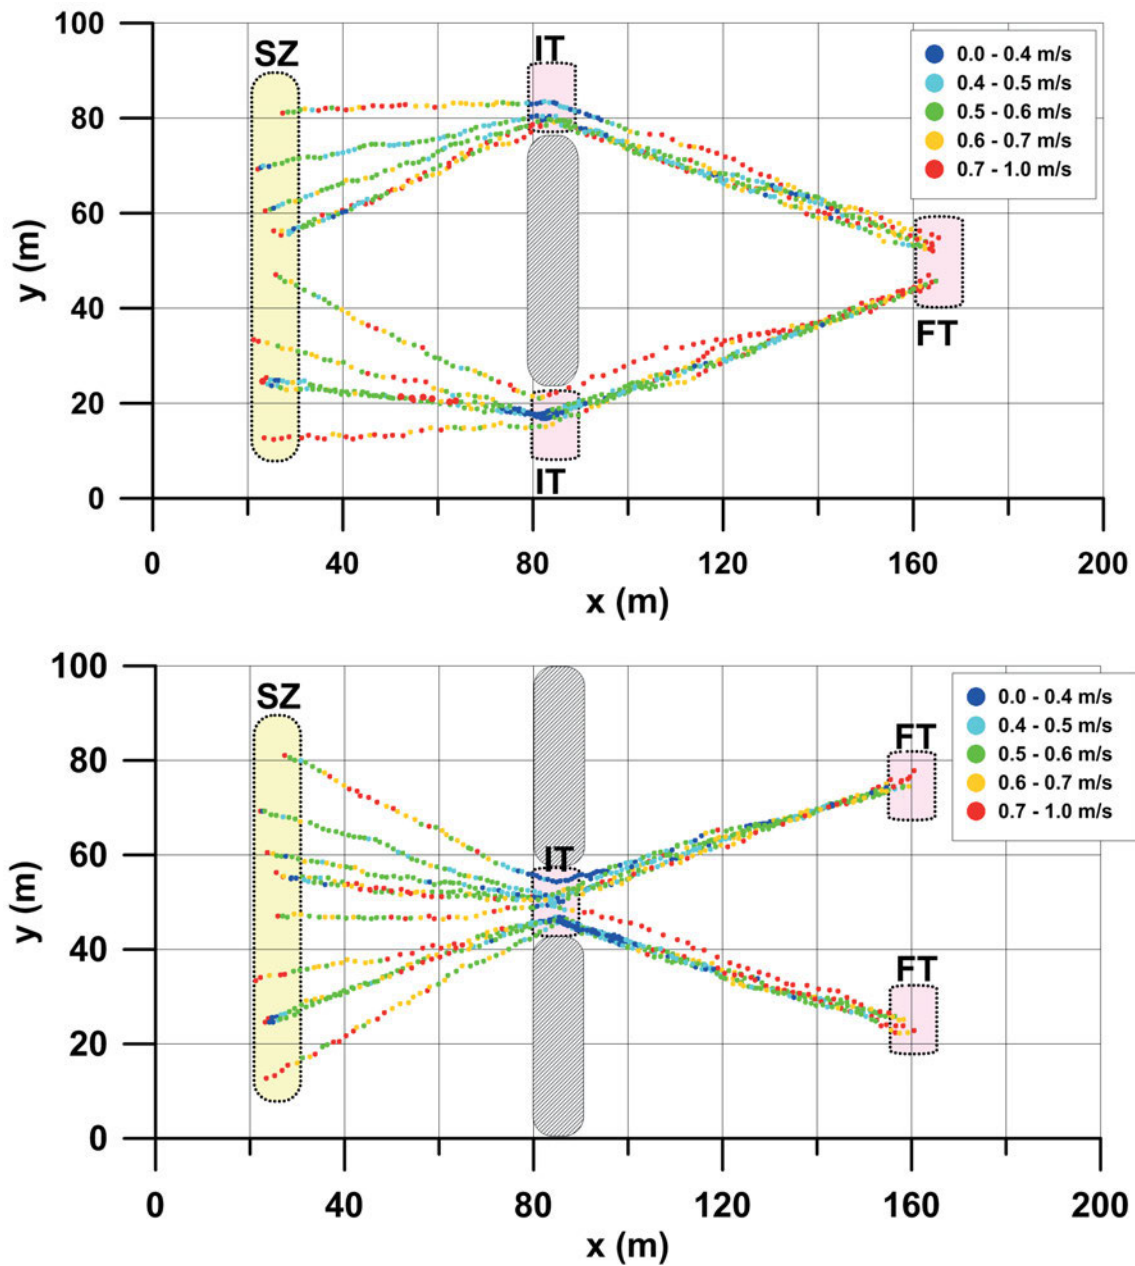 100
80
60
40
20
0
y (m)
SZ
IT
IT
FT
0.0 - 0.4 m/s
0.4 - 0.5 m/s
0.5 - 0.6 m/s
0.6 - 0.7 m/s
0.7 - 1.0 m/s
0 40 80 120 160 200
x (m)
100
80
60
40
20
0
y (m)
SZ
IT
FT
FT
0.0 - 0.4 m/s
0.4 - 0.5 m/s
0.5 - 0.6 m/s
0.6 - 0.7 m/s
0.7 - 1.0 m/s
0 40 80 120 160 200
x (m)